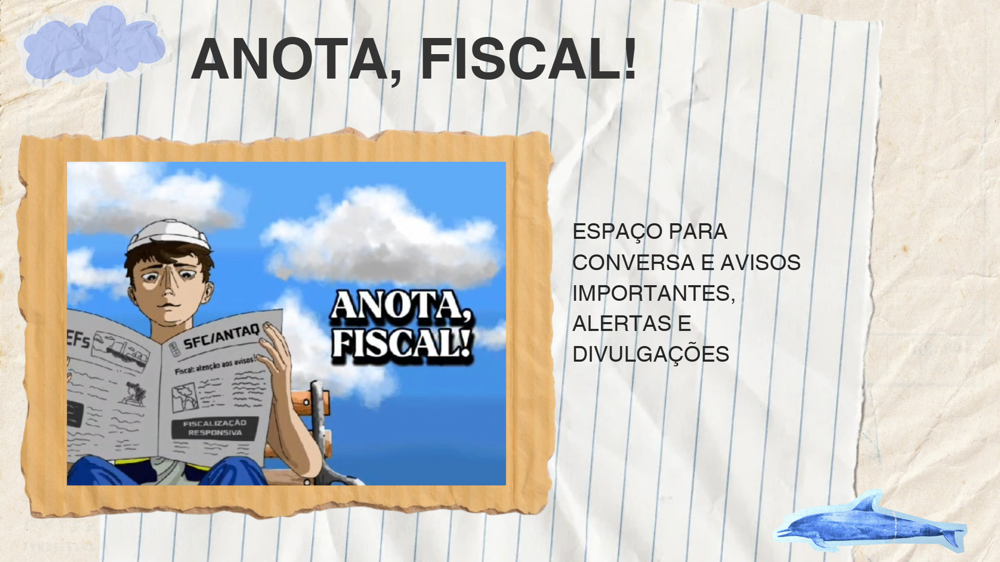 ANOTA, FISCAL!
ANOTA,
FISCAL!
EFs
SFC/ANTAQ
Fiscal: atenção aos avisos!
FISCALIZAÇÃO
RESPONSIVA
ESPAÇO PARA
CONVERSA E AVISOS
IMPORTANTES,
ALERTAS E
DIVULGAÇÕES